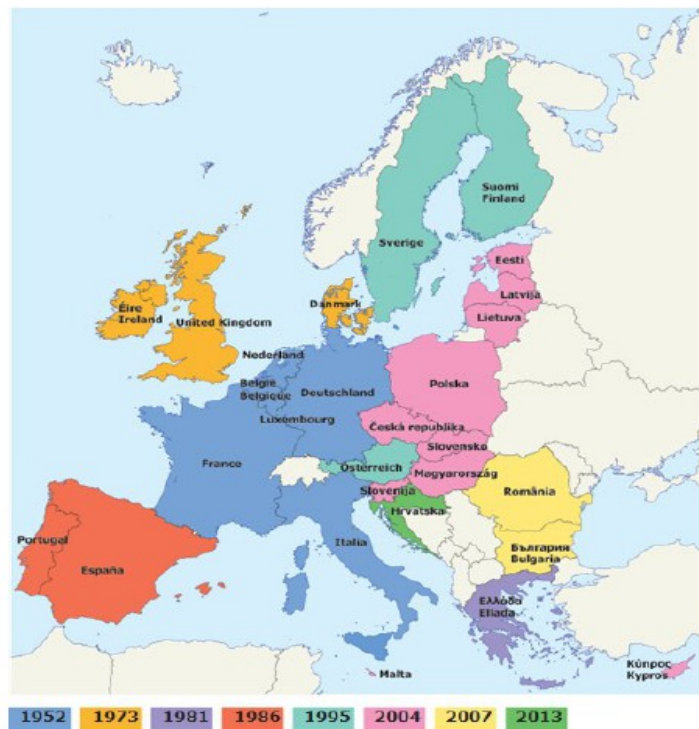 Suomi
Finland
Sverige
Eesti
Latvija
Lietuva
Danmark
Éire
Ireland
United Kingdom
Nederland
België
Belgique
Deutschland
Polska
Luxembourg
Česká republika
Slovensko
France
Österreich
Magyarország
Slovenija
România
Hrvatska
Portugal
Italia
България
Bulgaria
España
Ελλάδα
Ellada
Malta
Κύπρος
Kypros
1952 1973 1981 1986 1995 2004 2007 2013